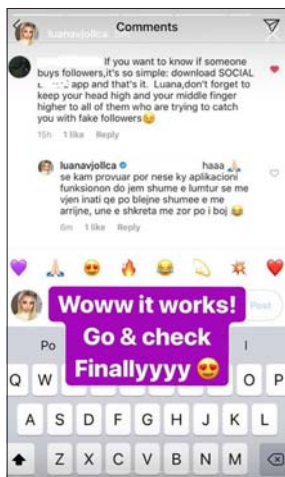 Comments
luanavjollca
If you want to know if someone
buys followers,it's so simple: download SOCIAL
app and that's it. Luana,don't forget to
keep your head high and your middle finger
higher to all of them who are trying to catch
you with fake followers😉
15h 1 like Reply
luanavjollca haaa 🙏🏻
se kam provuar por nese ky aplikacioni
funksionon do jem shume e lumtur se me
vjen inati qe po blejne shumee e me
arrijne, une e shkreta me zor po i boj 😂
6m 1 like Reply
💜 🙏🏻 😍 🔥 😂 💫 💥 ❤️
Post
Woww it works!
Go & check
Finallyyyy 😍
Po I
Q W O P
A S D F G H J K L
Z X C V B N M